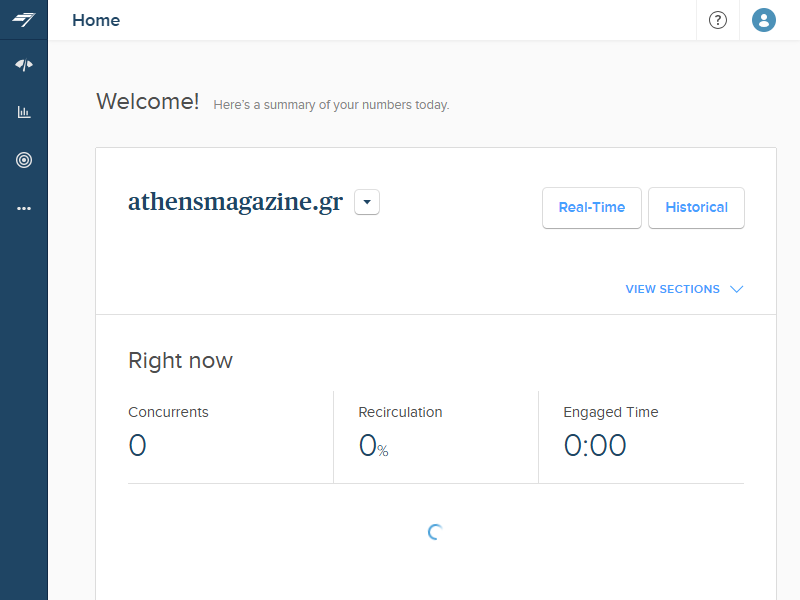 Home
?
Welcome! Here's a summary of your numbers today.
athensmagazine.gr
Real-Time
Historical
VIEW SECTIONS
Right now
Concurrents
0
Recirculation
0%
Engaged Time
0:00